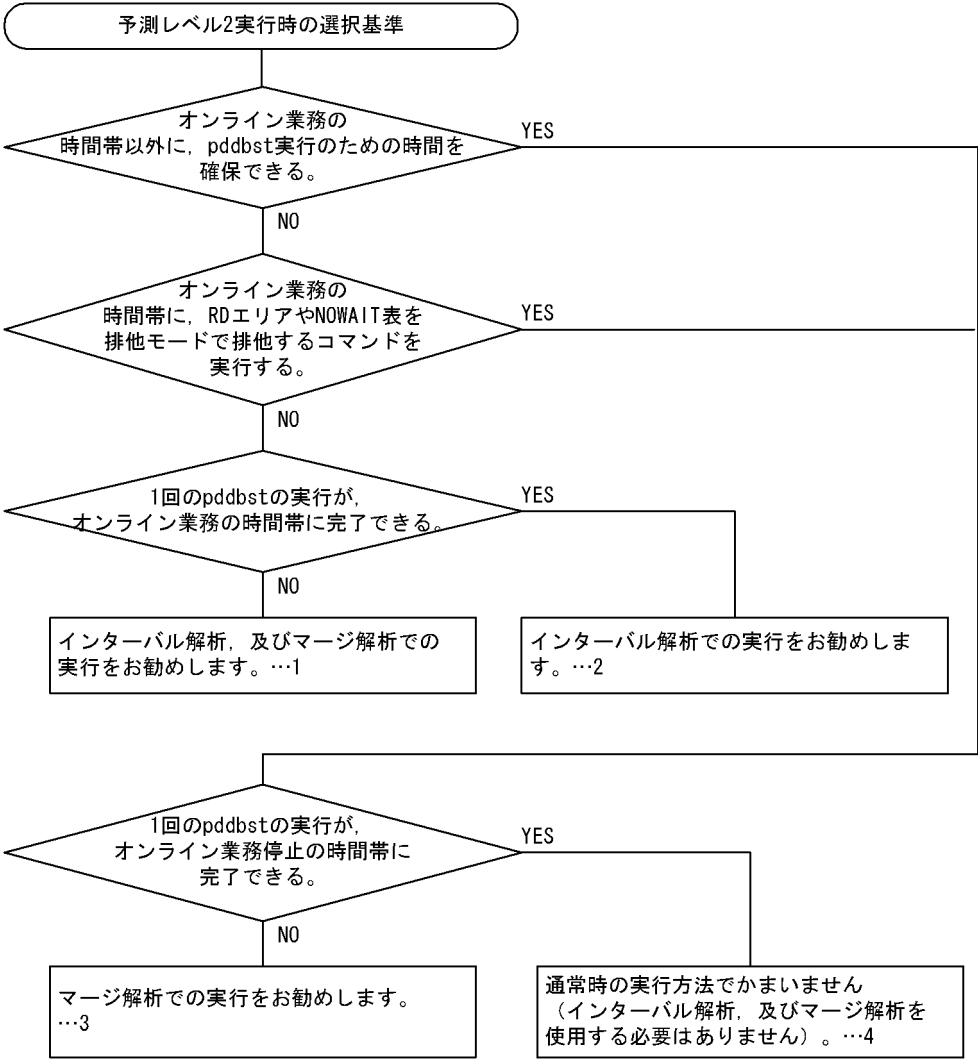 予測レベル2実行時の選択基準
オンライン業務の
時間帯以外に，pddbst実行のための時間を
確保できる。
YES
NO
オンライン業務の
時間帯に，RDエリアやNOWAIT表を
排他モードで排他するコマンドを
実行する。
YES
NO
1回のpddbstの実行が，
オンライン業務の時間帯に完了できる。
YES
NO
インターバル解析，及びマージ解析での
実行をお勧めします。…1
インターバル解析での実行をお勧めしま
す。…2
1回のpddbstの実行が，
オンライン業務停止の時間帯に
完了できる。
YES
NO
マージ解析での実行をお勧めします。
…3
通常時の実行方法でかまいません
（インターバル解析，及びマージ解析を
使用する必要はありません）。…4